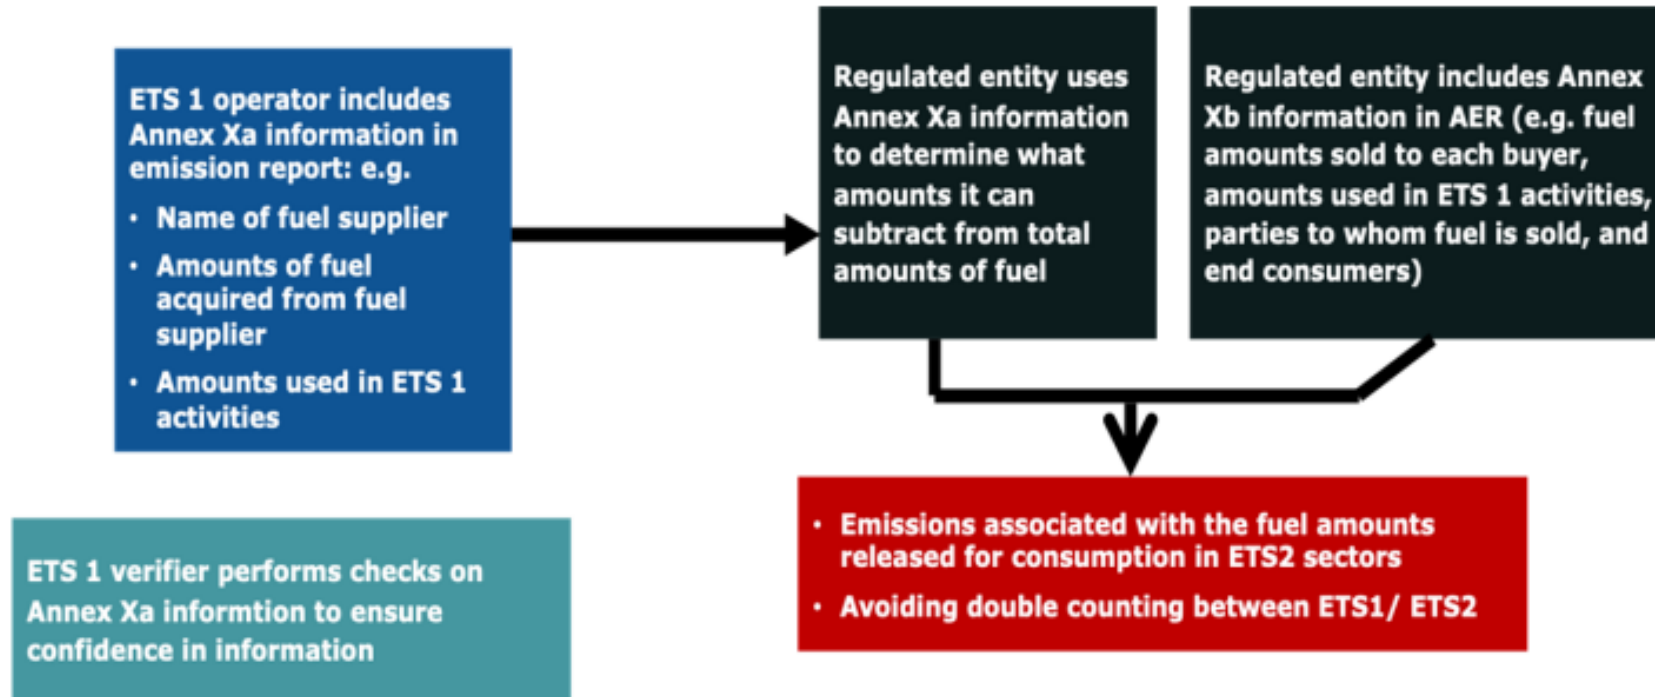 ETS 1 operator includes
Annex Xa information in
emission report: e.g.
• Name of fuel supplier
• Amounts of fuel
acquired from fuel
supplier
• Amounts used in ETS 1
activities
Regulated entity uses
Annex Xa information
to determine what
amounts it can
subtract from total
amounts of fuel
Regulated entity includes Annex
Xb information in AER (e.g. fuel
amounts sold to each buyer,
amounts used in ETS 1 activities,
parties to whom fuel is sold, and
end consumers)
ETS 1 verifier performs checks on
Annex Xa informtion to ensure
confidence in information
• Emissions associated with the fuel amounts
released for consumption in ETS2 sectors
• Avoiding double counting between ETS1/ ETS2